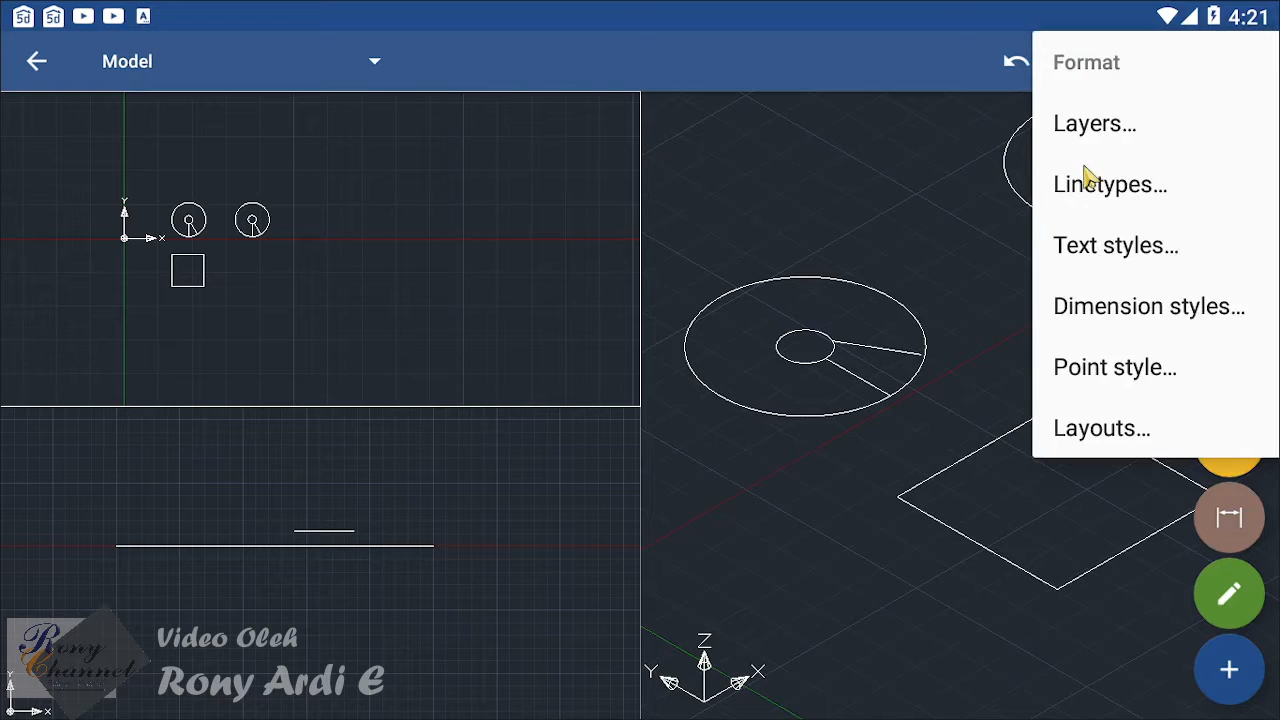 4:21
Model
Format
Layers...
Linetypes...
Text styles...
Dimension styles...
Point style...
Layouts...
Y
X
Z
Y
X
Y
X
Rony
Channel
Video Oleh
Rony Ardi E